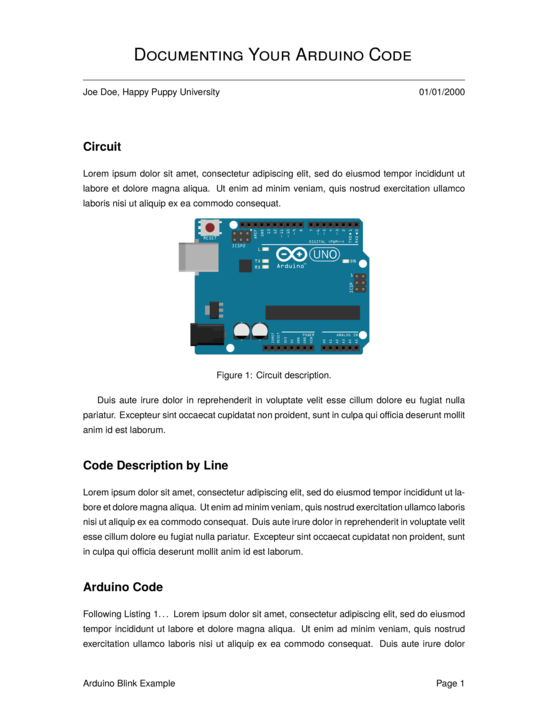 Documenting Your Arduino Code
Joe Doe, Happy Puppy University 01/01/2000
Circuit
Lorem ipsum dolor sit amet, consectetur adipiscing elit, sed do eiusmod tempor incididunt ut
labore et dolore magna aliqua. Ut enim ad minim veniam, quis nostrud exercitation ullamco
laboris nisi ut aliquip ex ea commodo consequat.
RESET
ICSP2
AREF
GND
DIGITAL (PWM~)
L
TX
RX
UNO
Arduino
ON
ICSP
POWER
ANALOG IN
Figure 1: Circuit description.
Duis aute irure dolor in reprehenderit in voluptate velit esse cillum dolore eu fugiat nulla
pariatur. Excepteur sint occaecat cupidatat non proident, sunt in culpa qui officia deserunt mollit
anim id est laborum.
Code Description by Line
Lorem ipsum dolor sit amet, consectetur adipiscing elit, sed do eiusmod tempor incididunt ut la-
bore et dolore magna aliqua. Ut enim ad minim veniam, quis nostrud exercitation ullamco laboris
nisi ut aliquip ex ea commodo consequat. Duis aute irure dolor in reprehenderit in voluptate velit
esse cillum dolore eu fugiat nulla pariatur. Excepteur sint occaecat cupidatat non proident, sunt
in culpa qui officia deserunt mollit anim id est laborum.
Arduino Code
Following Listing 1... Lorem ipsum dolor sit amet, consectetur adipiscing elit, sed do eiusmod
tempor incididunt ut labore et dolore magna aliqua. Ut enim ad minim veniam, quis nostrud
exercitation ullamco laboris nisi ut aliquip ex ea commodo consequat. Duis aute irure dolor
Arduino Blink Example Page 1